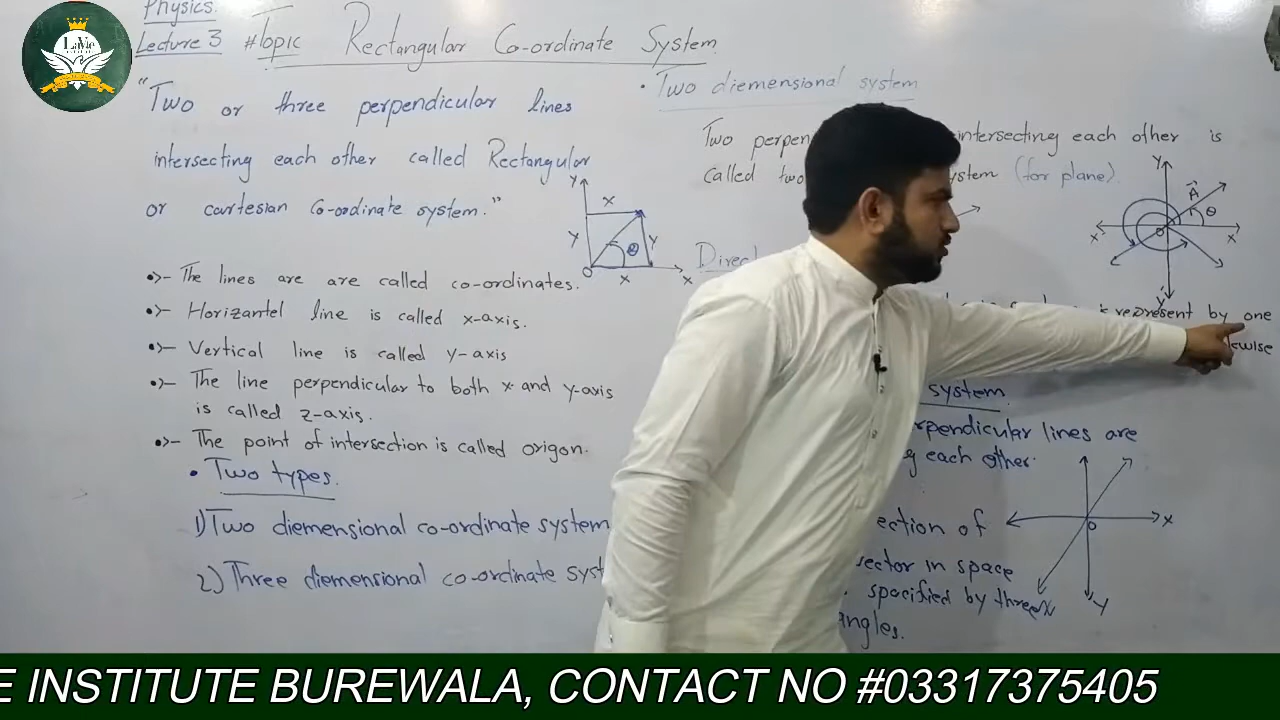 Physics.
Lecture 3 #Topic Rectangular Co-ordinate System
"Two or three perpendicular lines
intersecting each other called Rectangular
or cartesian Co-ordinate system."
•:- The lines are are called co-ordinates.
•:- Horizantel line is called x-axis.
•:- Vertical line is called y-axis
•:- The line perpendicular to both x and y-axis
is called z-axis.
•:- The point of intersection is called origon.
• Two types.
1) Two diemensional co-ordinate system
2) Three diemensional co-ordinate syst
Y
X
Y
Y
θ
O
X
X
• Two diemensional system
Two perpen intersecting each other is
called two ystem (for plane).
Y
A
θ
O
X'
X
Y'
Direct
represent by one
kwise
system.
rpendicular lines are
g each other.
ection of
vector in space
spacified by three
angles.
O
X
Y
LaVie
E INSTITUTE BUREWALA, CONTACT NO #03317375405